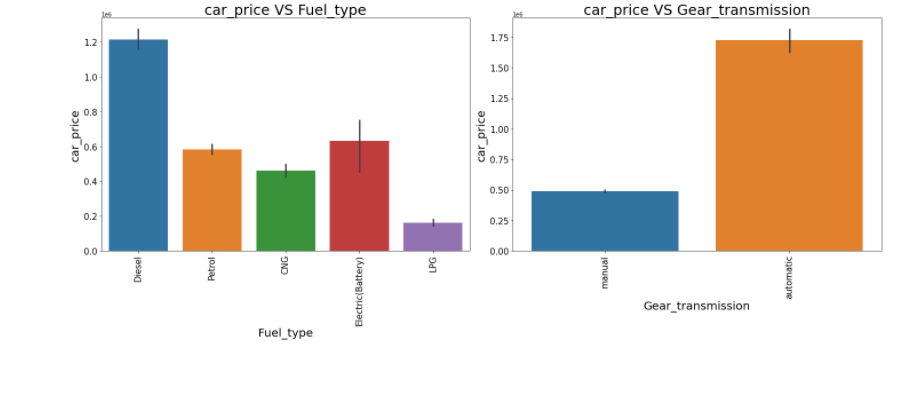 car_price VS Fuel_type
1e6
1.2
1.0
0.8
0.6
0.4
0.2
0.0
car_price
Diesel
Petrol
CNG
Electric(Battery)
LPG
Fuel_type
car_price VS Gear_transmission
1e6
1.75
1.50
1.25
1.00
0.75
0.50
0.25
0.00
car_price
manual
automatic
Gear_transmission